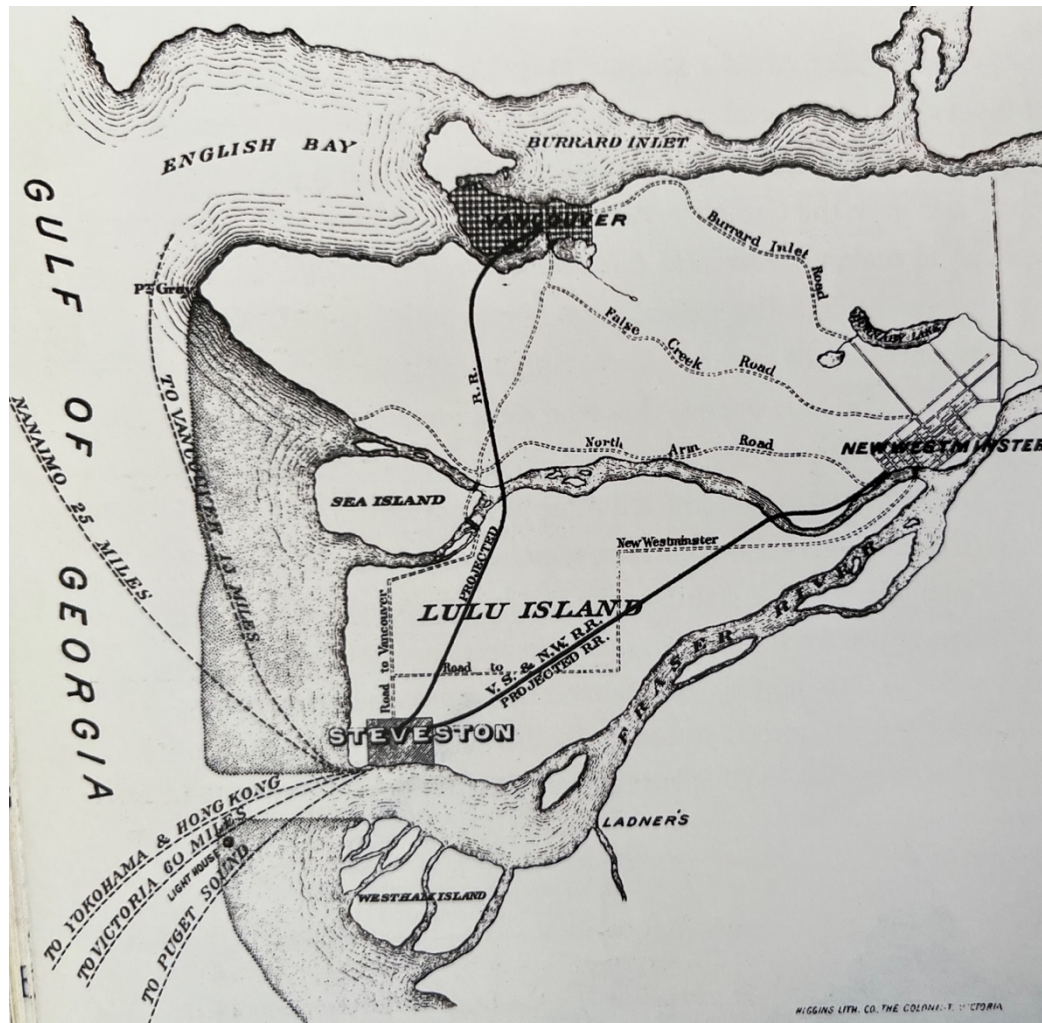 ENGLISH BAY
BURRARD INLET
GULF OF GEORGIA
VANCOUVER
Burrard Inlet Road
Pt Gray
False Creek Road
R.R.
TO VANCOUVER 13 MILES
NANAIMO 25 MILES
North Arm Road
NEW WESTMINSTER
SEA ISLAND
New Westminster
PROJECTED
LULU ISLAND
Road to Vancouver
Road to
V. S. & N.W. R.R.
PROJECTED R.R.
FRASER RIVER
STEVESTON
TO YOKOHAMA & HONG KONG
TO VICTORIA 60 MILES
LIGHT HOUSE
TO PUGET SOUND
LADNER'S
WESTHAM ISLAND
HIGGINS LITH. CO. THE COLONIST, VICTORIA